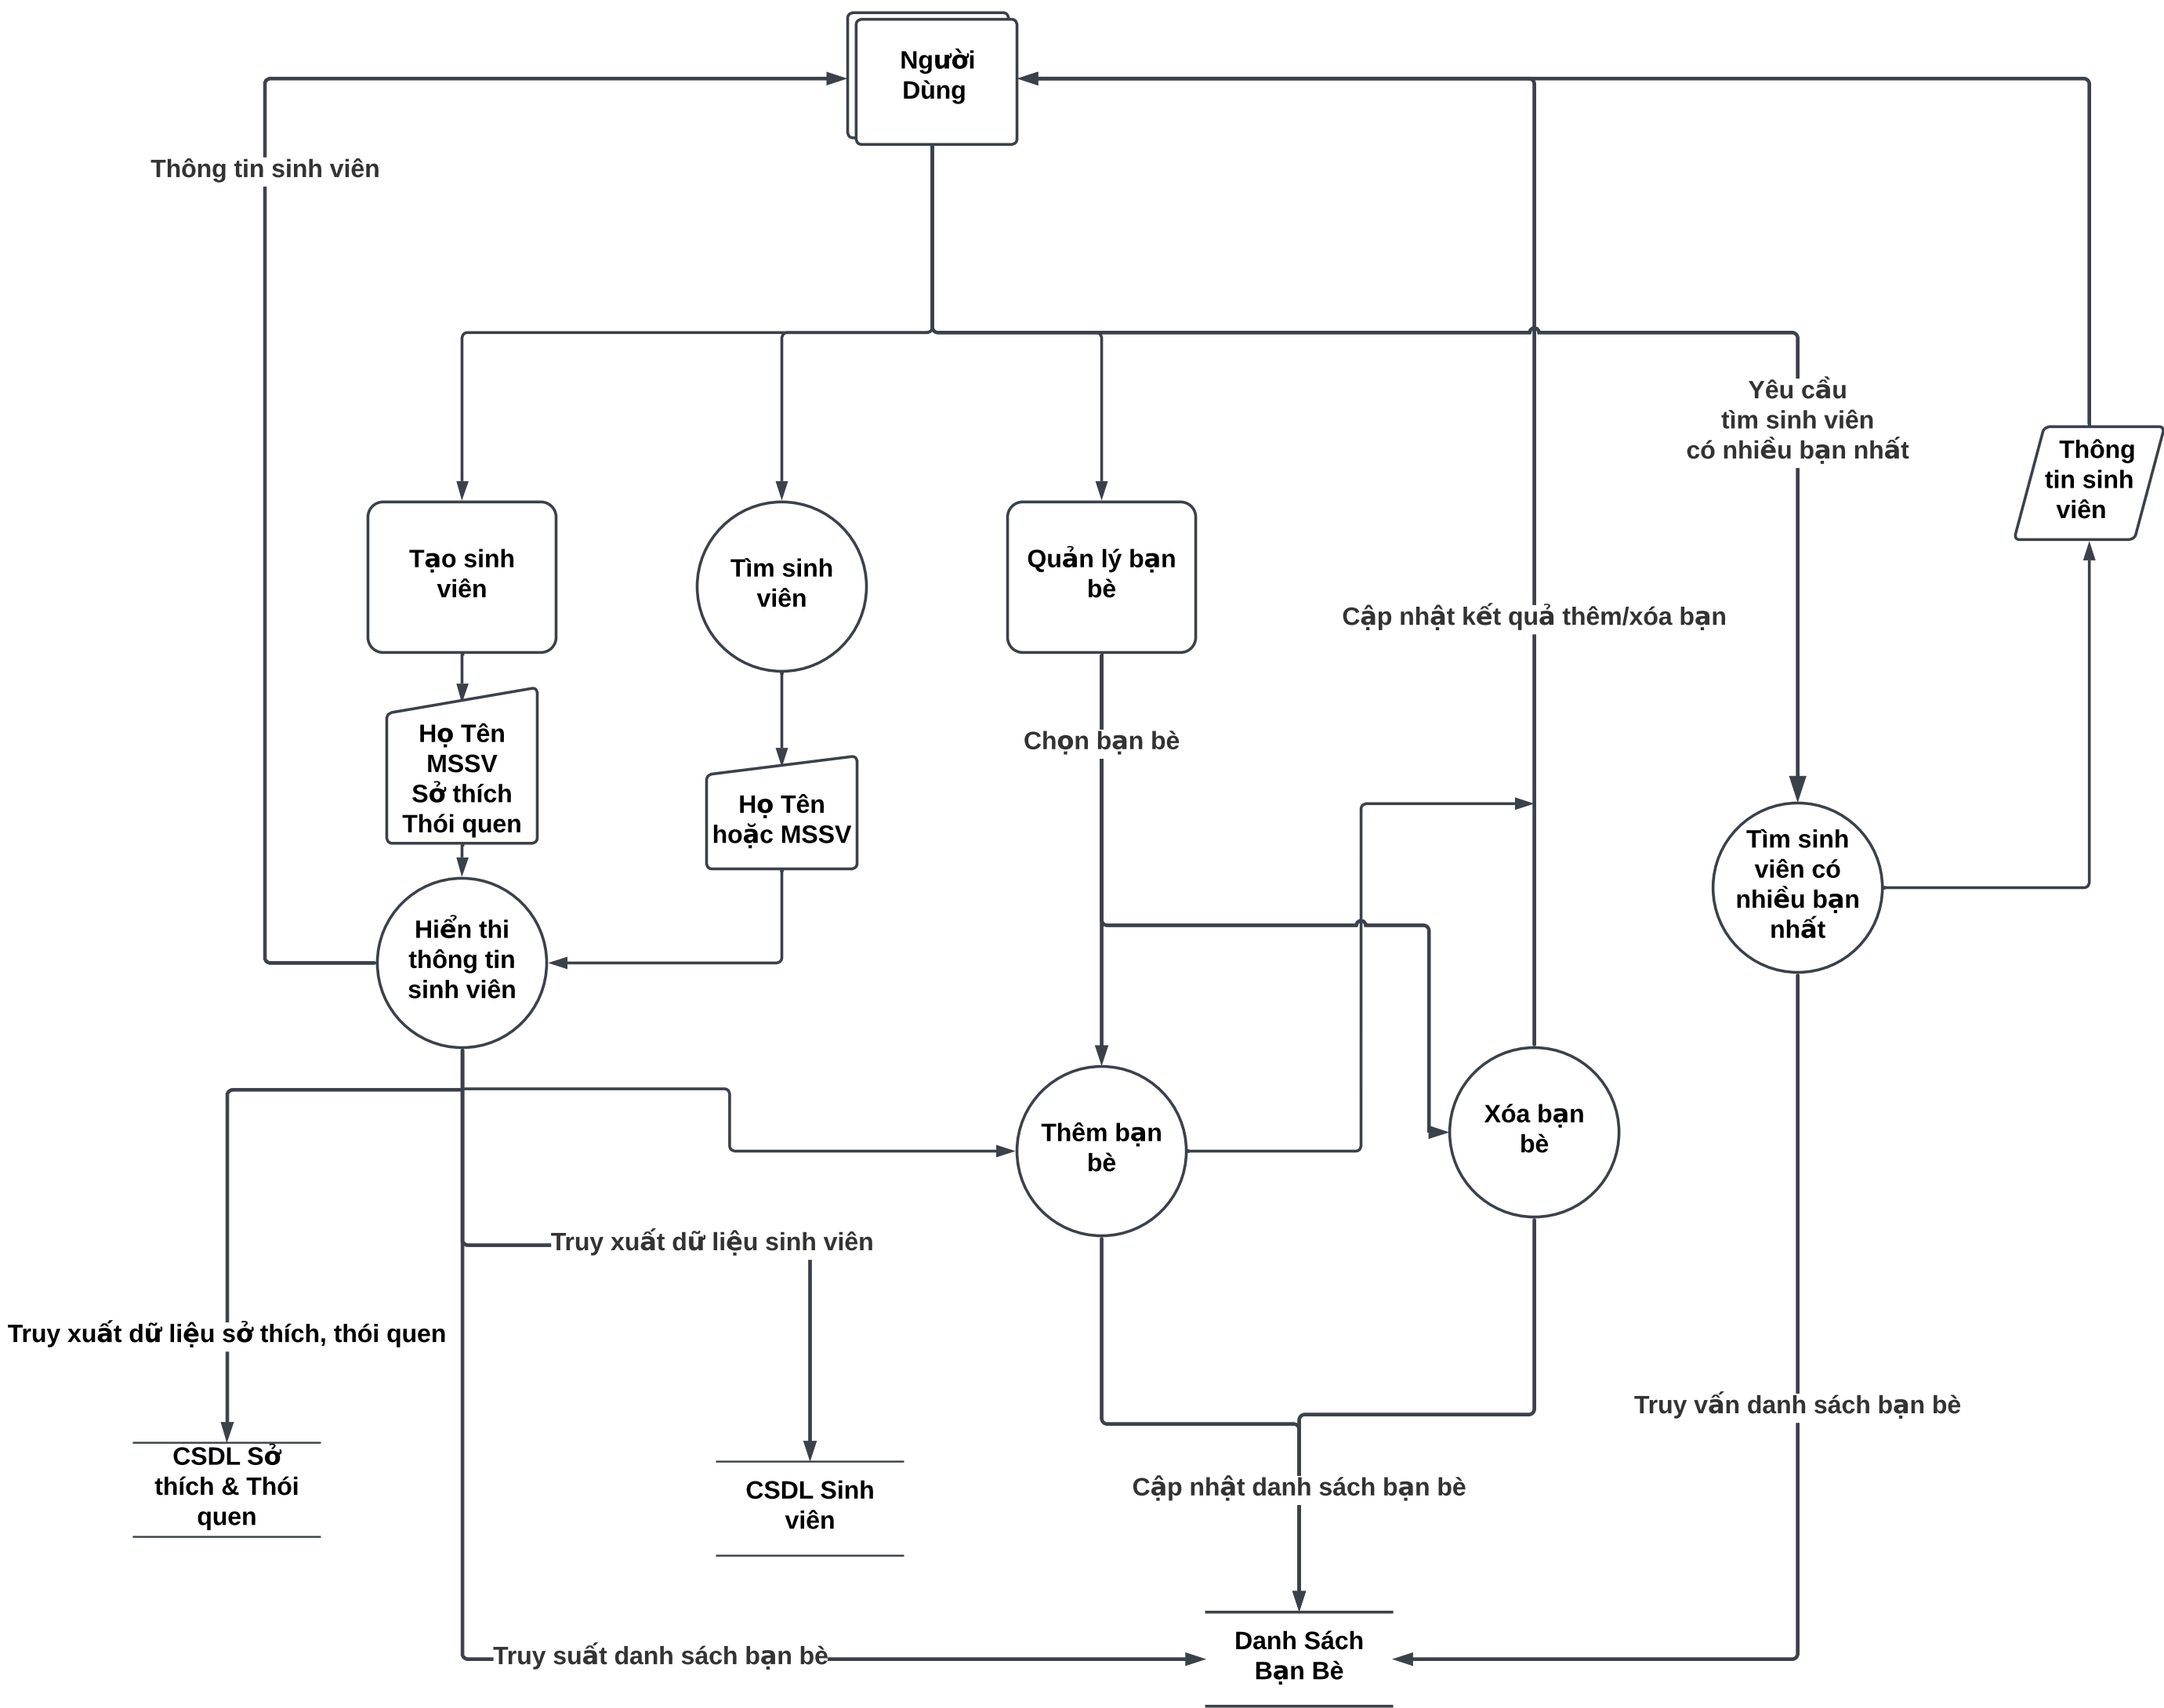 Người
Dùng
Thông tin sinh viên
Yêu cầu
tìm sinh viên
có nhiều bạn nhất
Thông
tin sinh
viên
Tạo sinh
viên
Tìm sinh
viên
Quản lý bạn
bè
Cập nhật kết quả thêm/xóa bạn
Họ Tên
MSSV
Sở thích
Thói quen
Chọn bạn bè
Họ Tên
hoặc MSSV
Tìm sinh
viên có
nhiều bạn
nhất
Hiển thi
thông tin
sinh viên
Thêm bạn
bè
Xóa bạn
bè
Truy xuất dữ liệu sinh viên
Truy xuất dữ liệu sở thích, thói quen
Truy vấn danh sách bạn bè
CSDL Sở
thích & Thói
quen
CSDL Sinh
viên
Cập nhật danh sách bạn bè
Truy suất danh sách bạn bè
Danh Sách
Bạn Bè